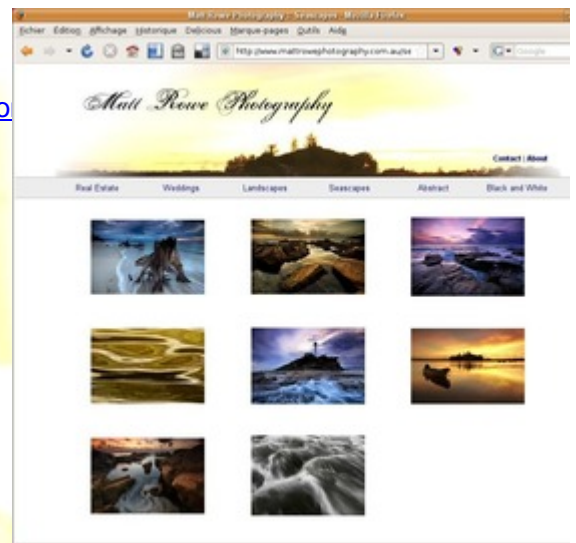 Matt Rowe Photography :: Seascapes - Mozilla Firefox
Fichier Édition Affichage Historique Delicious Marque-pages Outils Aide
http://www.mattrowephotography.com.au/se
Google
Matt Rowe Photography
Contact | About
Real Estate Weddings Landscapes Seascapes Abstract Black and White